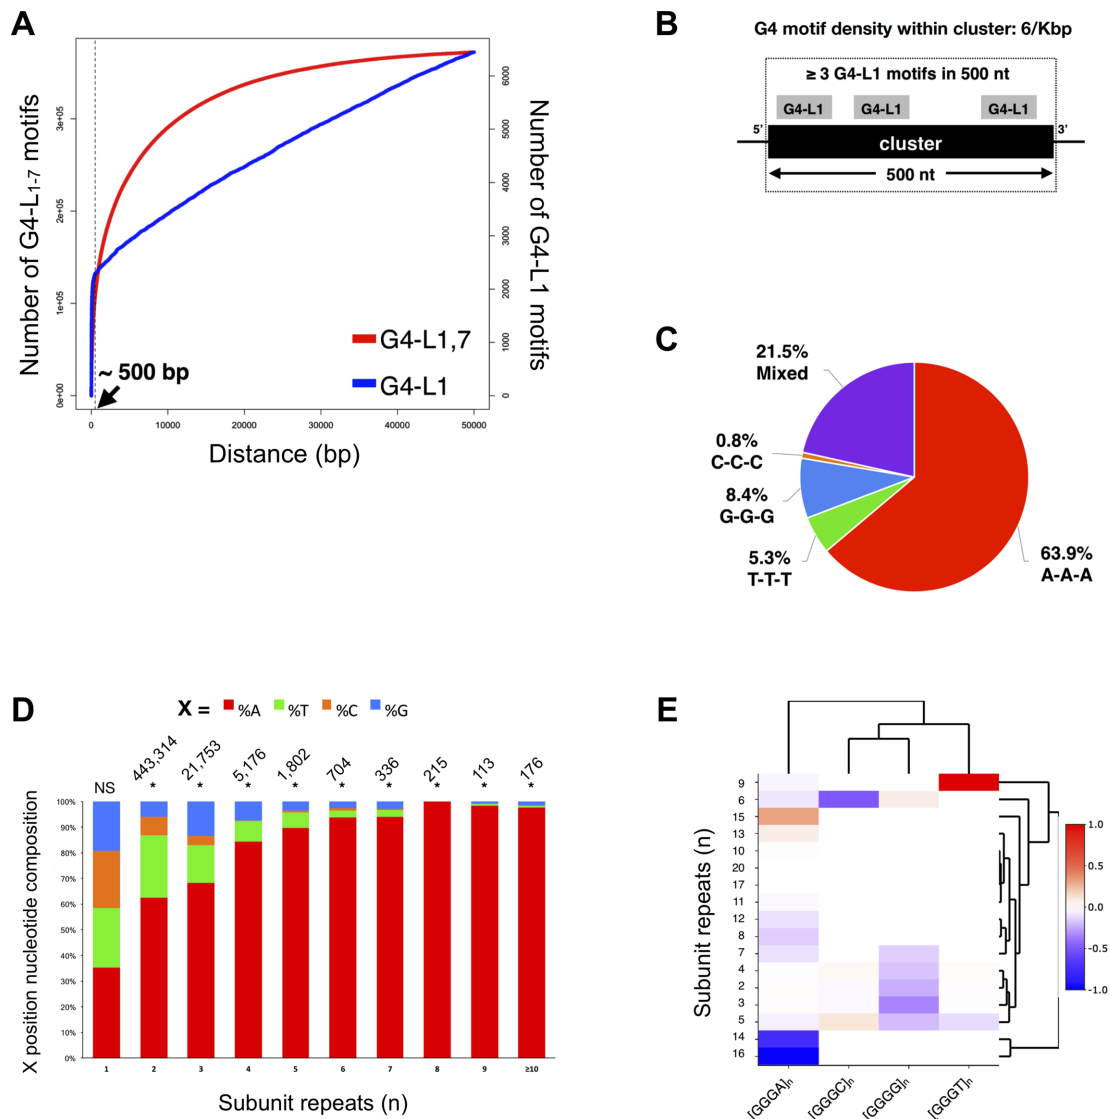 A
Number of G4-L1-7 motifs
0e+00
1e+05
2e+05
3e+05
Number of G4-L1 motifs
0
1000
2000
3000
4000
5000
6000
G4-L1,7
G4-L1
~ 500 bp
0
10000
20000
30000
40000
50000
Distance (bp)
B
G4 motif density within cluster: 6/Kbp
≥ 3 G4-L1 motifs in 500 nt
G4-L1
G4-L1
G4-L1
5'
3'
cluster
500 nt
C
21.5%
Mixed
0.8%
C-C-C
8.4%
G-G-G
5.3%
T-T-T
63.9%
A-A-A
D
X = %A %T %C %G
NS
443,314
*
21,753
*
5,176
*
1,802
*
704
*
336
*
215
*
113
*
176
*
X position nucleotide composition
100%
90%
80%
70%
60%
50%
40%
30%
20%
10%
0%
1 2 3 4 5 6 7 8 9 ≥10
Subunit repeats (n)
E
Subunit repeats (n)
9
6
15
13
10
20
17
11
12
8
7
4
2
3
5
14
16
[GGGA]n
[GGGC]n
[GGGG]n
[GGGT]n
1.0
0.5
0.0
-0.5
-1.0